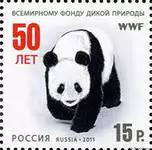 ВСЕМИРНОМУ ФОНДУ ДИКОЙ ПРИРОДЫ
50
ЛЕТ
WWF
РОССИЯ RUSSIA • 2011 15 р.